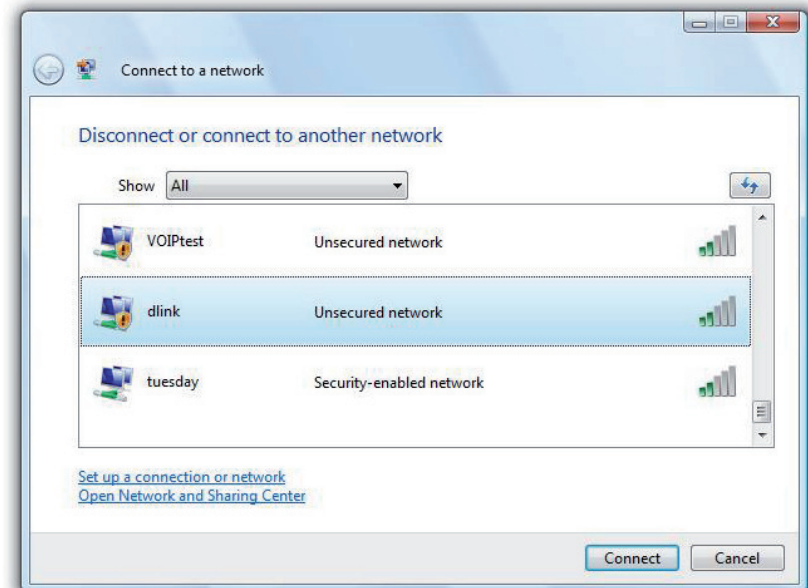 Connect to a network
Disconnect or connect to another network
Show All
VOIPtest Unsecured network
dlink Unsecured network
tuesday Security-enabled network
Set up a connection or network
Open Network and Sharing Center
Connect Cancel